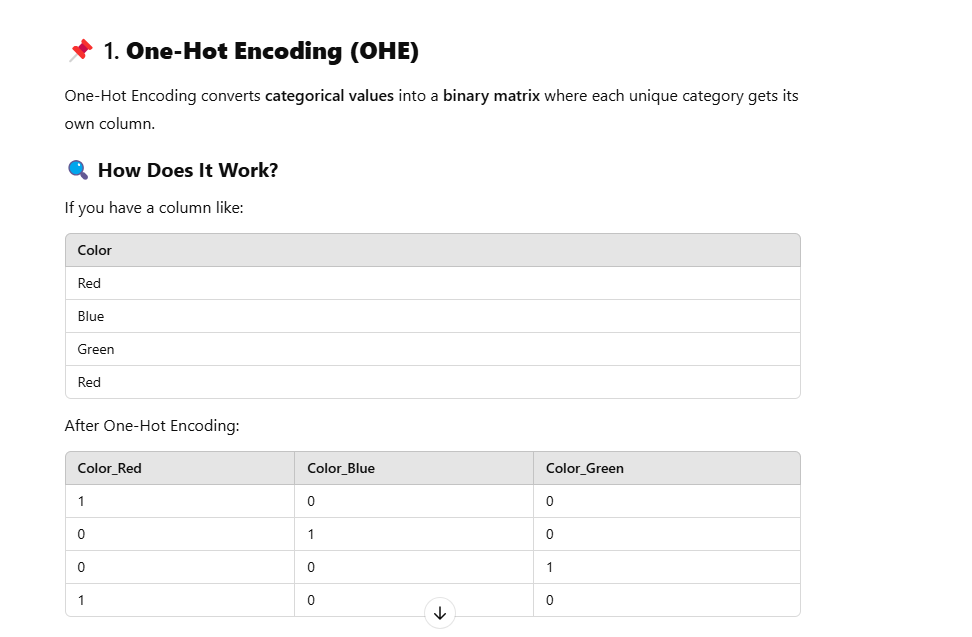 1. One-Hot Encoding (OHE)
One-Hot Encoding converts categorical values into a binary matrix where each unique category gets its
own column.
How Does It Work?
If you have a column like:
Color
Red
Blue
Green
Red
After One-Hot Encoding:
Color_Red Color_Blue Color_Green
1 0 0
0 1 0
0 0 1
1 0 0